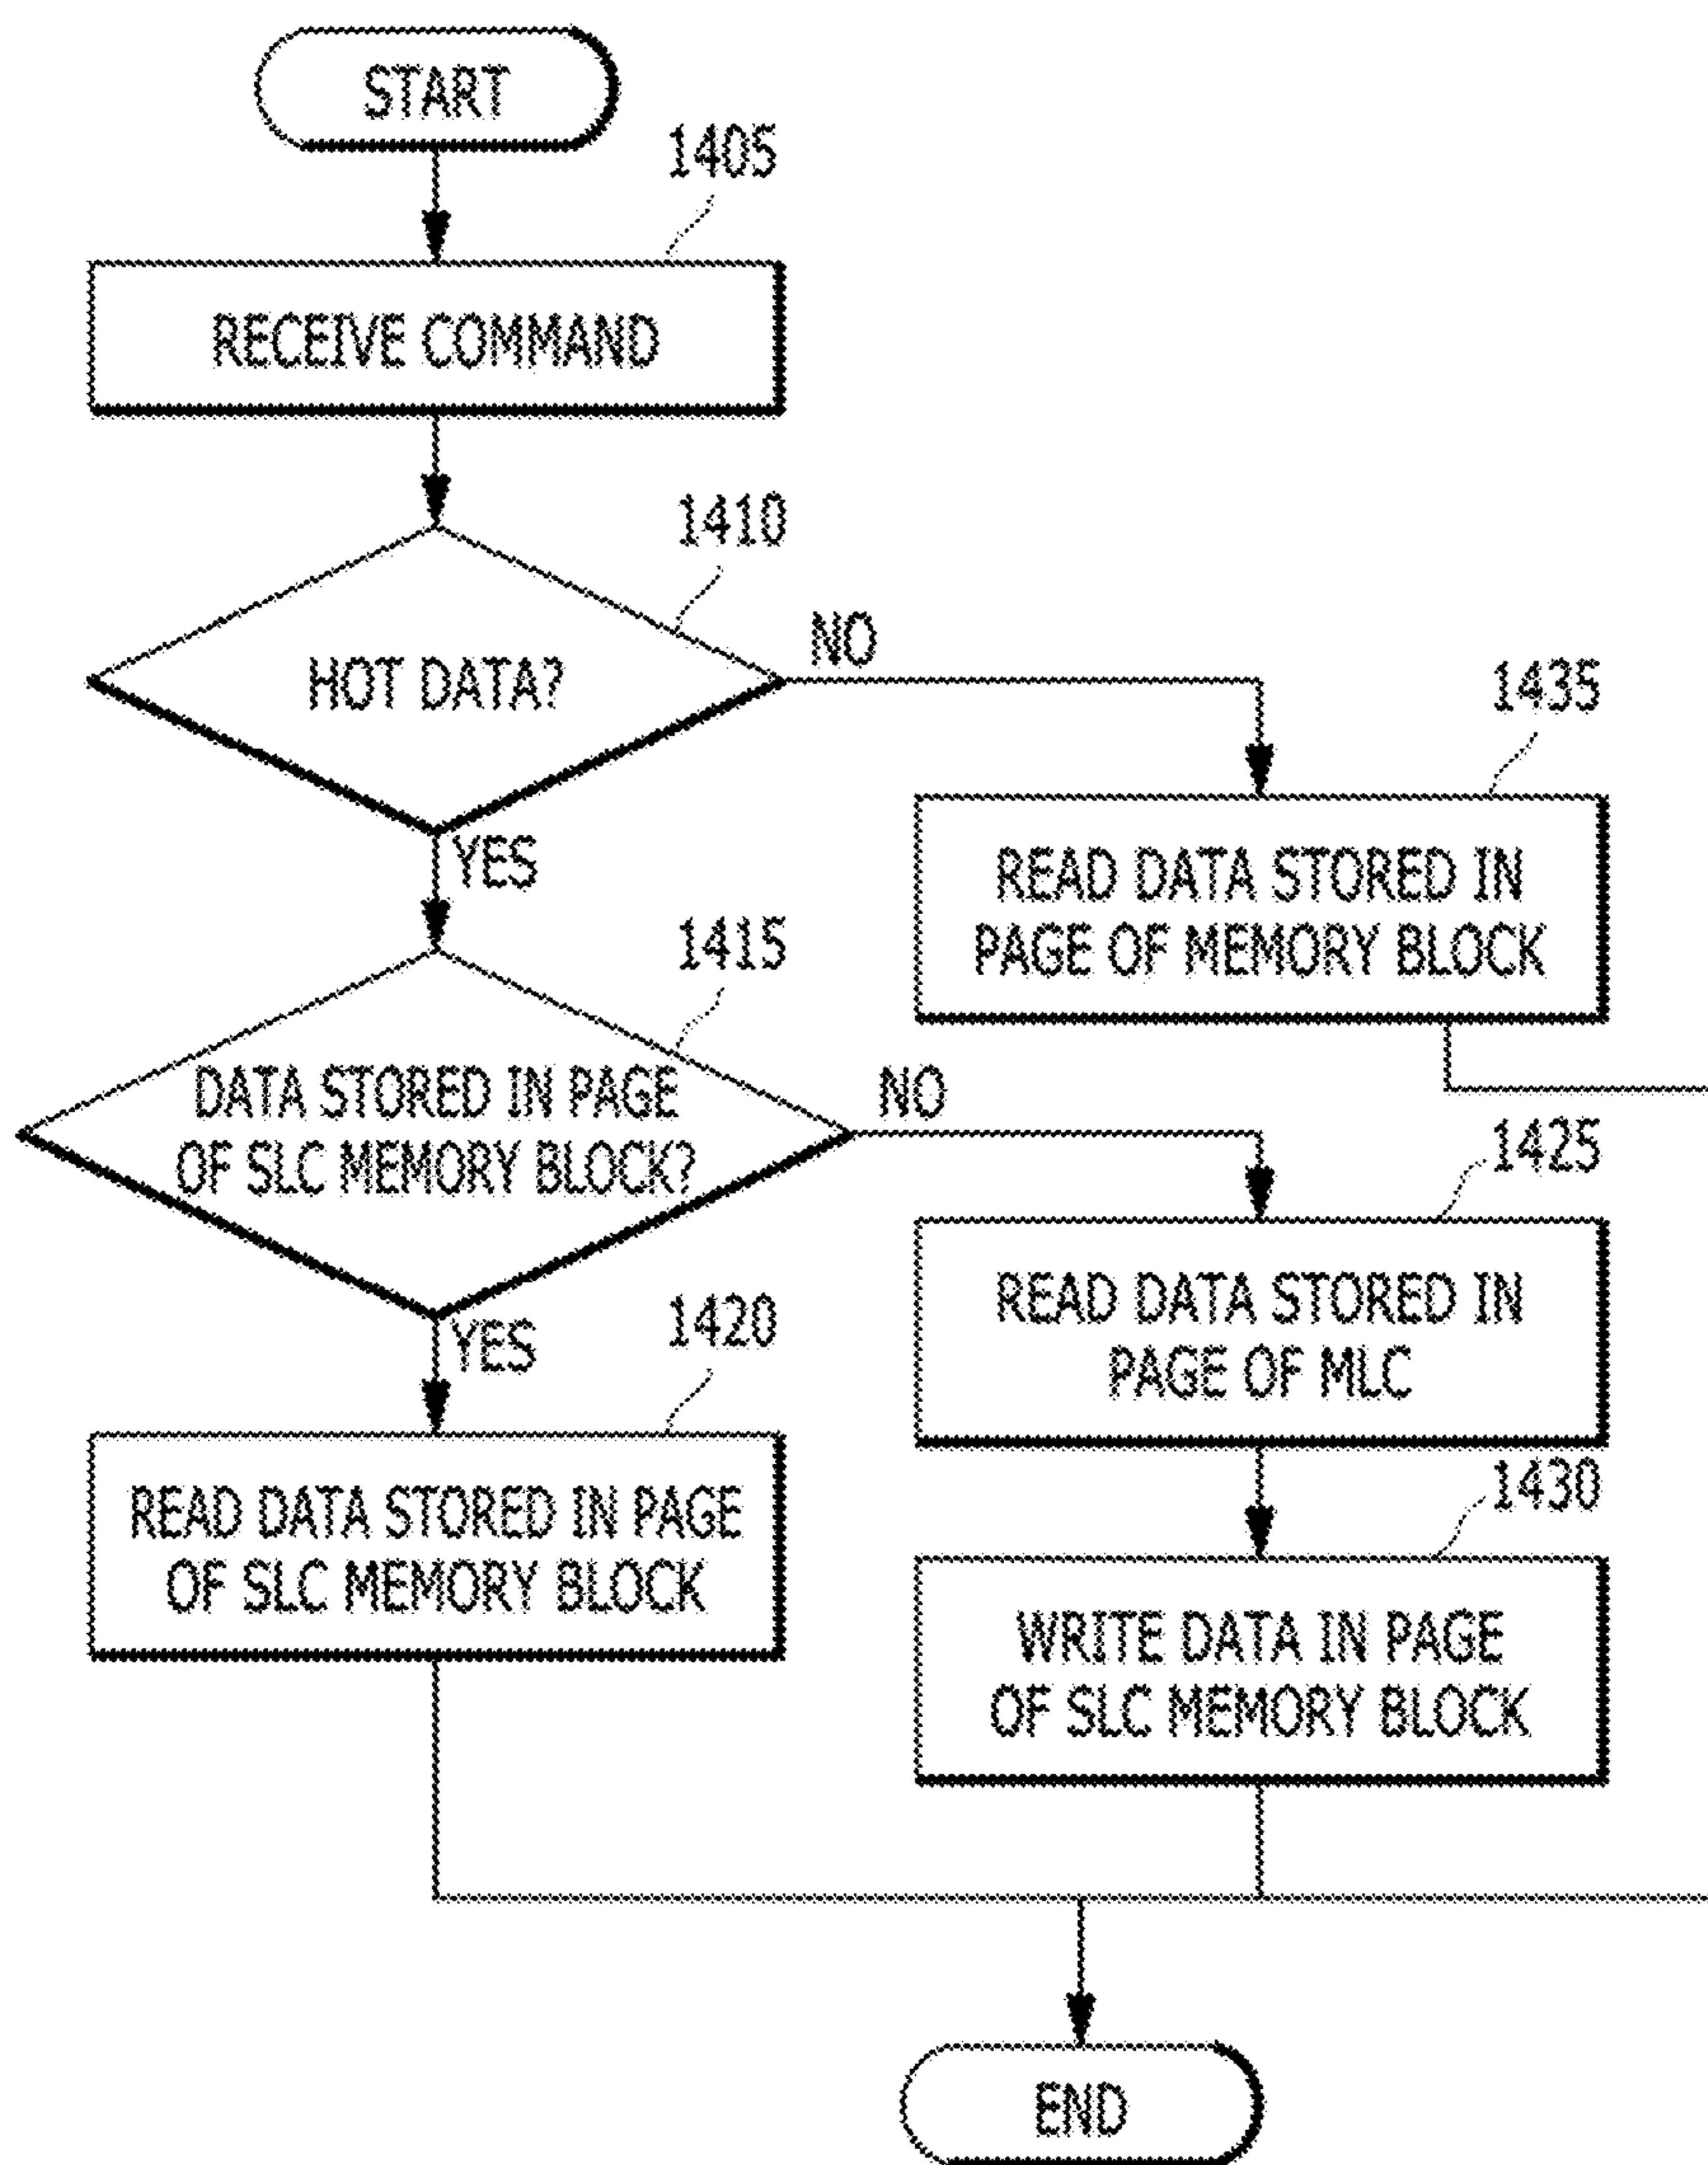 START
1405
RECEIVE COMMAND
1410
HOT DATA?
NO
YES
1435
READ DATA STORED IN
PAGE OF MEMORY BLOCK
1415
DATA STORED IN PAGE
OF SLC MEMORY BLOCK?
NO
YES
1425
READ DATA STORED IN
PAGE OF MLC
1420
READ DATA STORED IN PAGE
OF SLC MEMORY BLOCK
1430
WRITE DATA IN PAGE
OF SLC MEMORY BLOCK
END